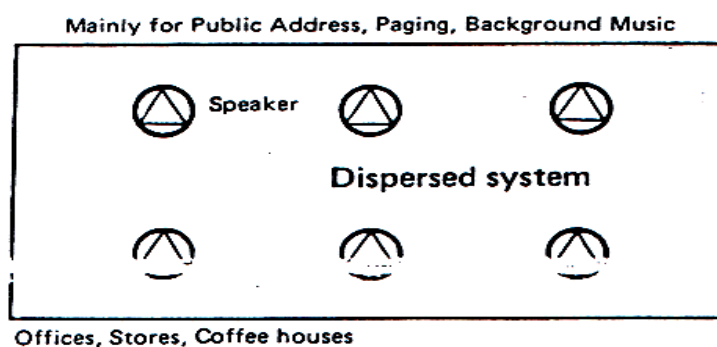 Mainly for Public Address, Paging, Background Music
Speaker
Dispersed system
Offices, Stores, Coffee houses